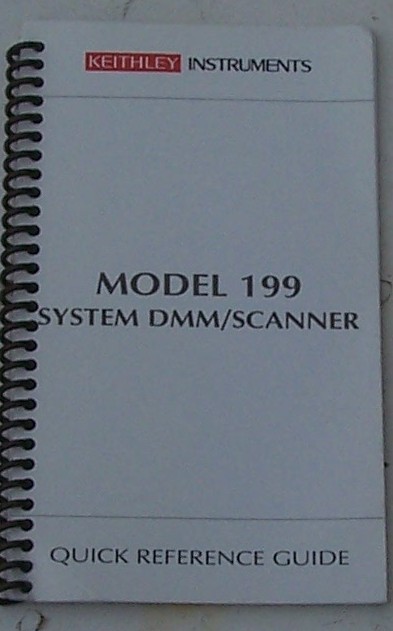 KEITHLEY INSTRUMENTS
MODEL 199
SYSTEM DMM/SCANNER
QUICK REFERENCE GUIDE